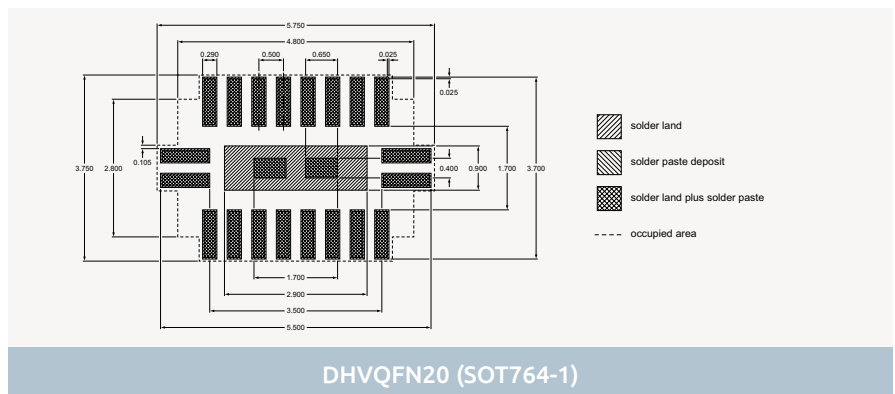 5.750
4.800
0.290 0.500 0.650 0.025
0.025
solder land
0.105
3.750 2.800 0.400 0.900 1.700 3.700
solder paste deposit
solder land plus solder paste
occupied area
1.700
2.900
3.500
5.500
DHVQFN20 (SOT764-1)